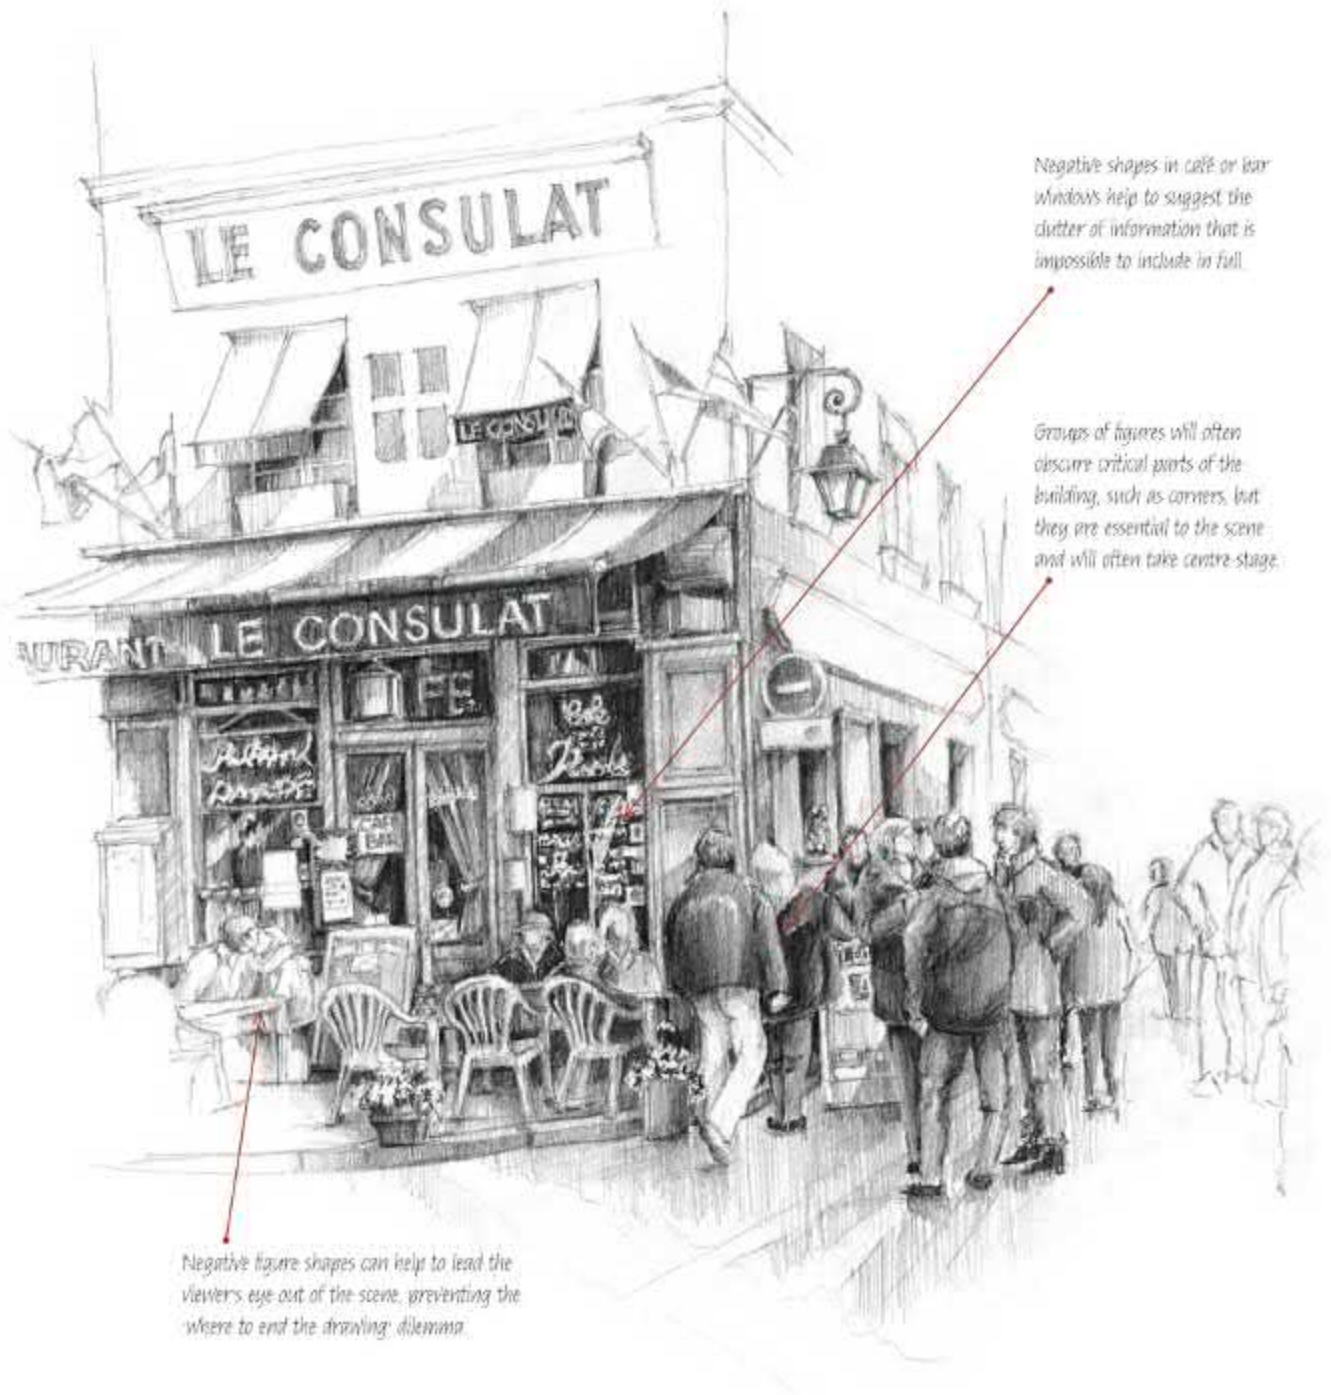 LE CONSULAT
Negative shapes in café or bar
windows help to suggest the
clutter of information that is
impossible to include in full.
LE CONSULAT
Groups of figures will often
obscure critical parts of the
building, such as corners, but
they are essential to the scene
and will often take centre-stage.
AURANT LE CONSULAT
CAFE
BAR
Negative figure shapes can help to lead the
viewer's eye out of the scene, preventing the
'where to end the drawing' dilemma.